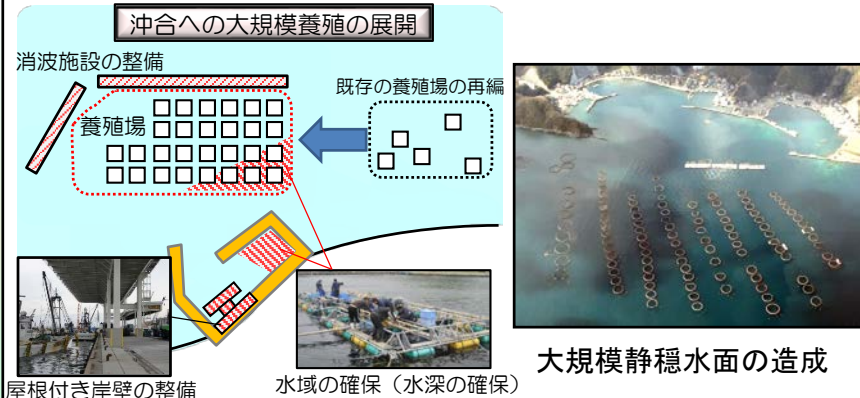 沖合への大規模養殖の展開
消波施設の整備
既存の養殖場の再編
養殖場
屋根付き岸壁の整備
水域の確保（水深の確保）
大規模静穏水面の造成